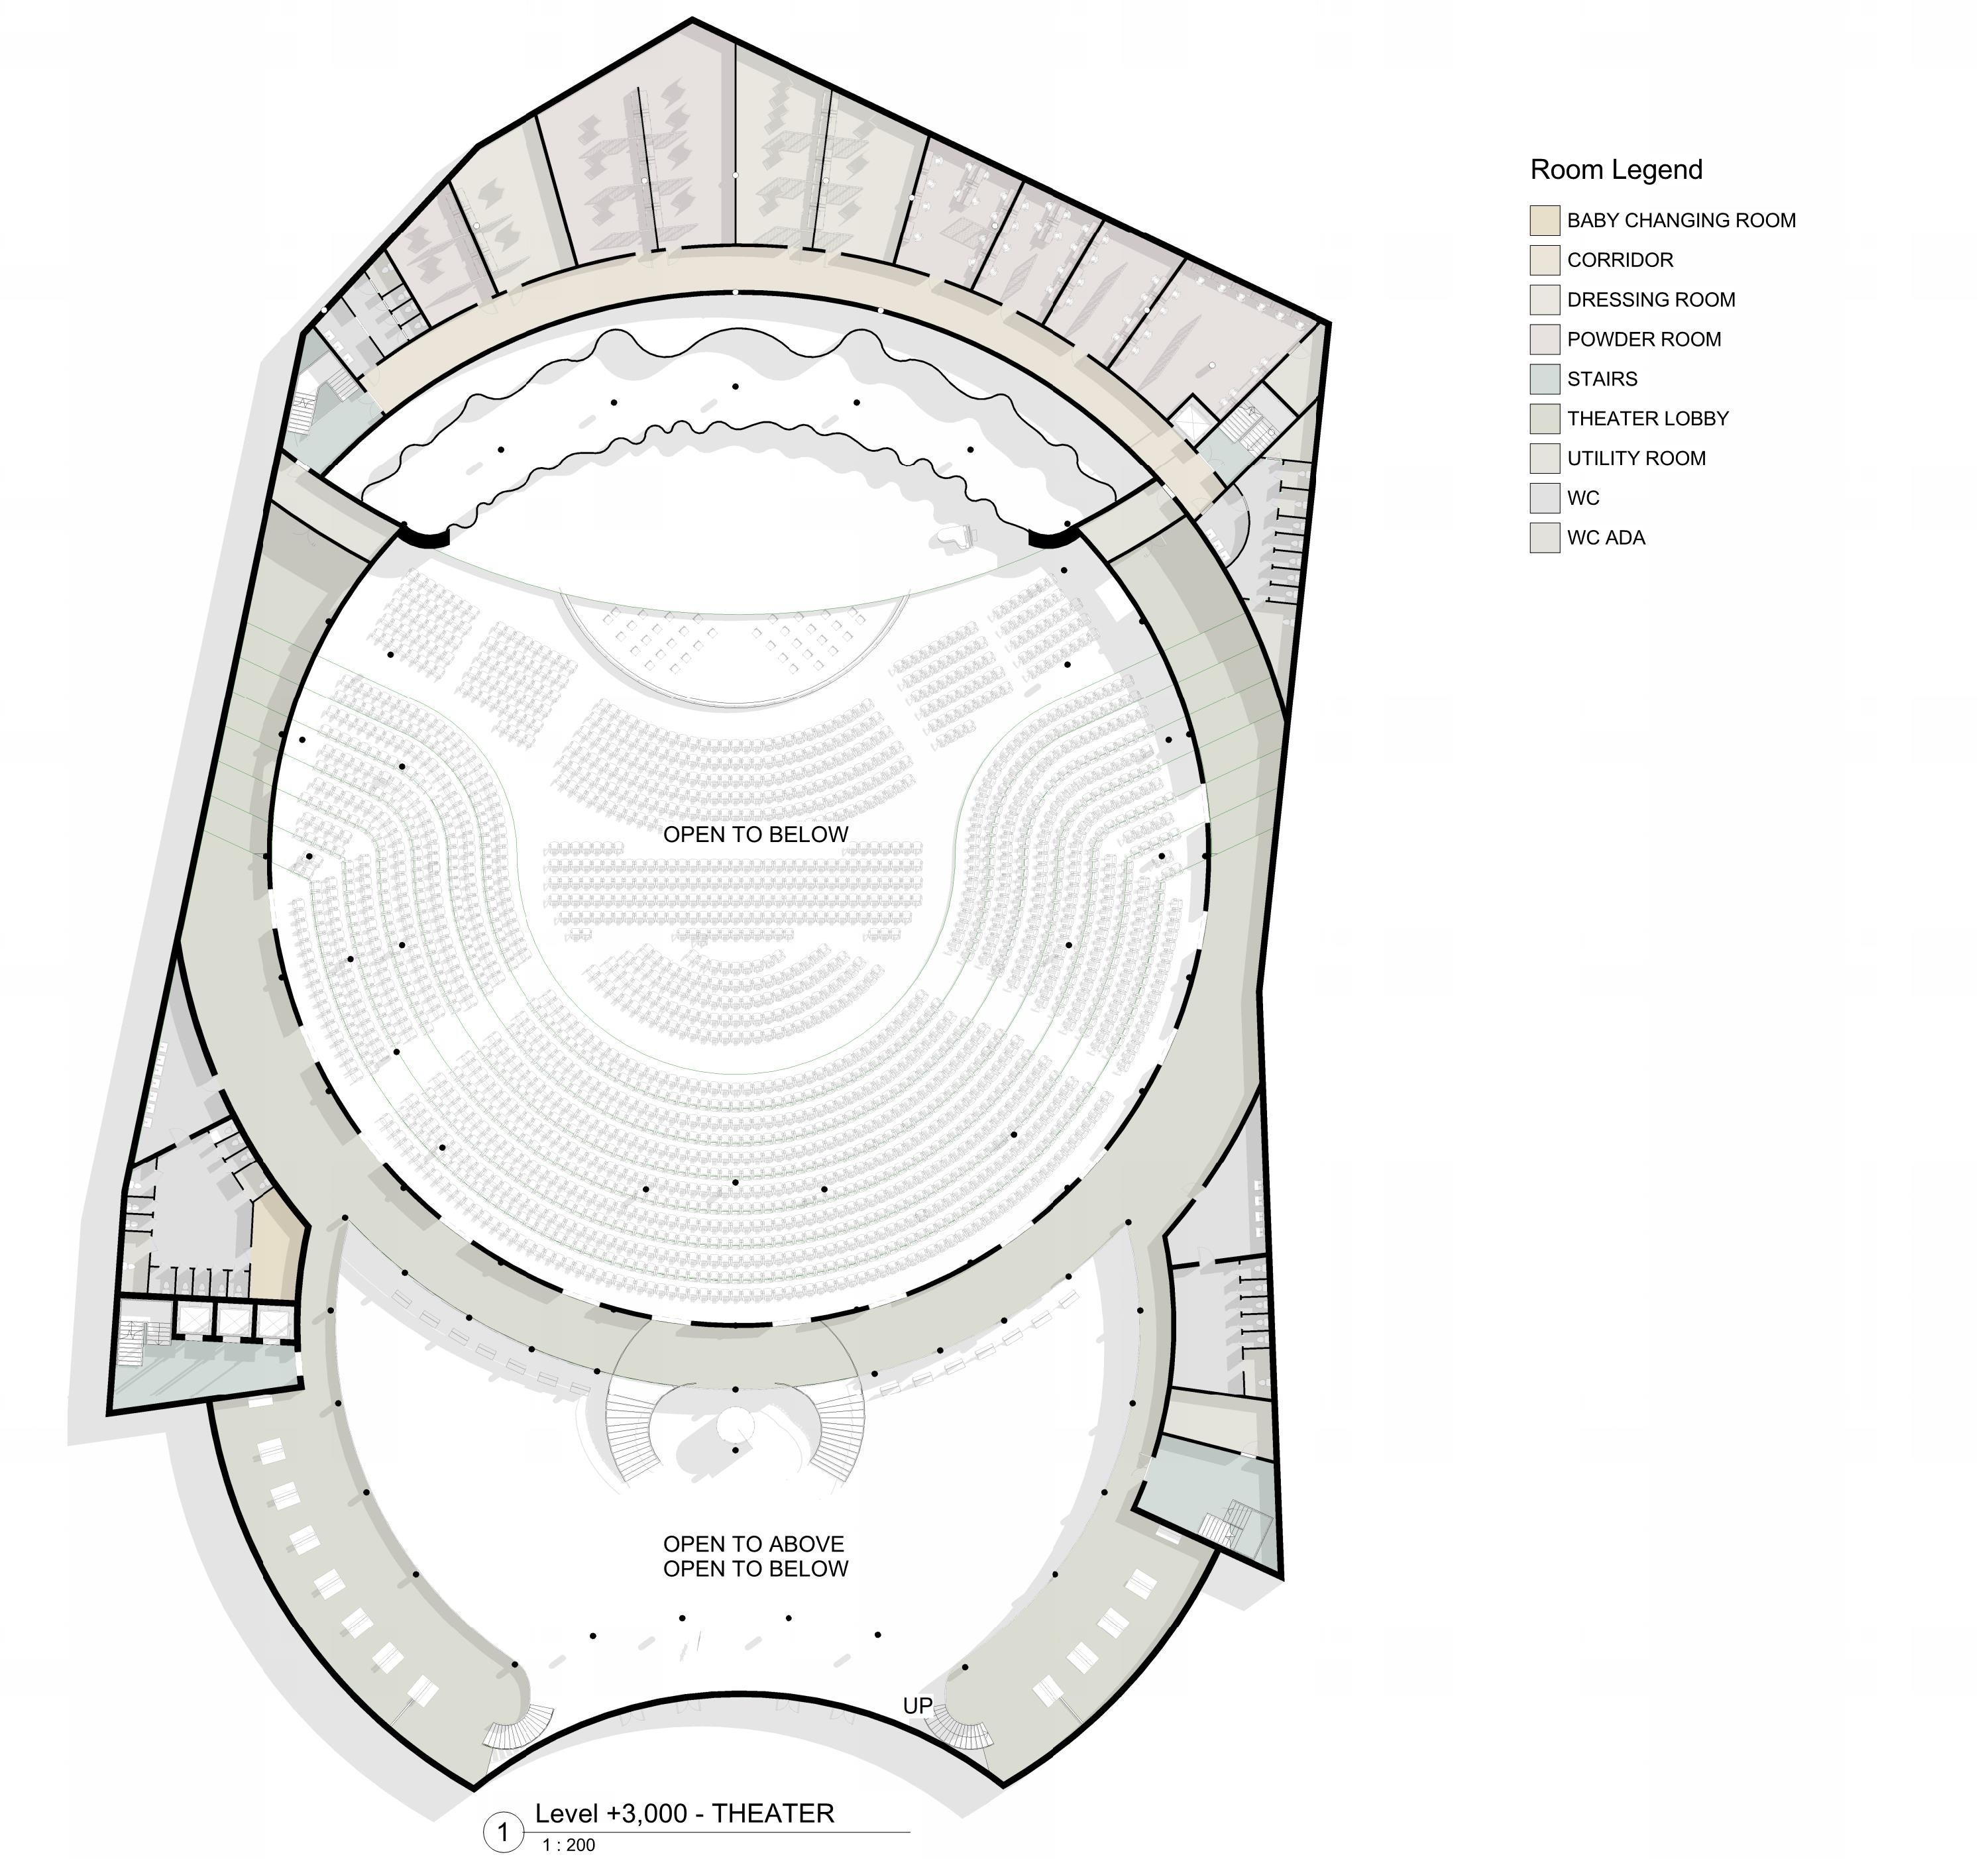 Room Legend
BABY CHANGING ROOM
CORRIDOR
DRESSING ROOM
POWDER ROOM
STAIRS
THEATER LOBBY
UTILITY ROOM
WC
WC ADA
OPEN TO BELOW
OPEN TO ABOVE
OPEN TO BELOW
UP
1 Level +3,000 - THEATER
1 : 200